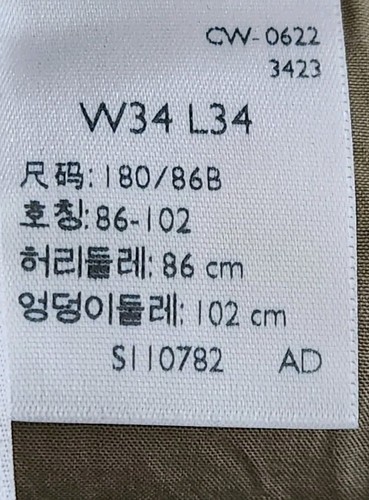 CW-0622
3423
W34 L34
尺码: 180/86B
호칭: 86-102
허리둘레: 86 cm
엉덩이둘레: 102 cm
S110782 AD